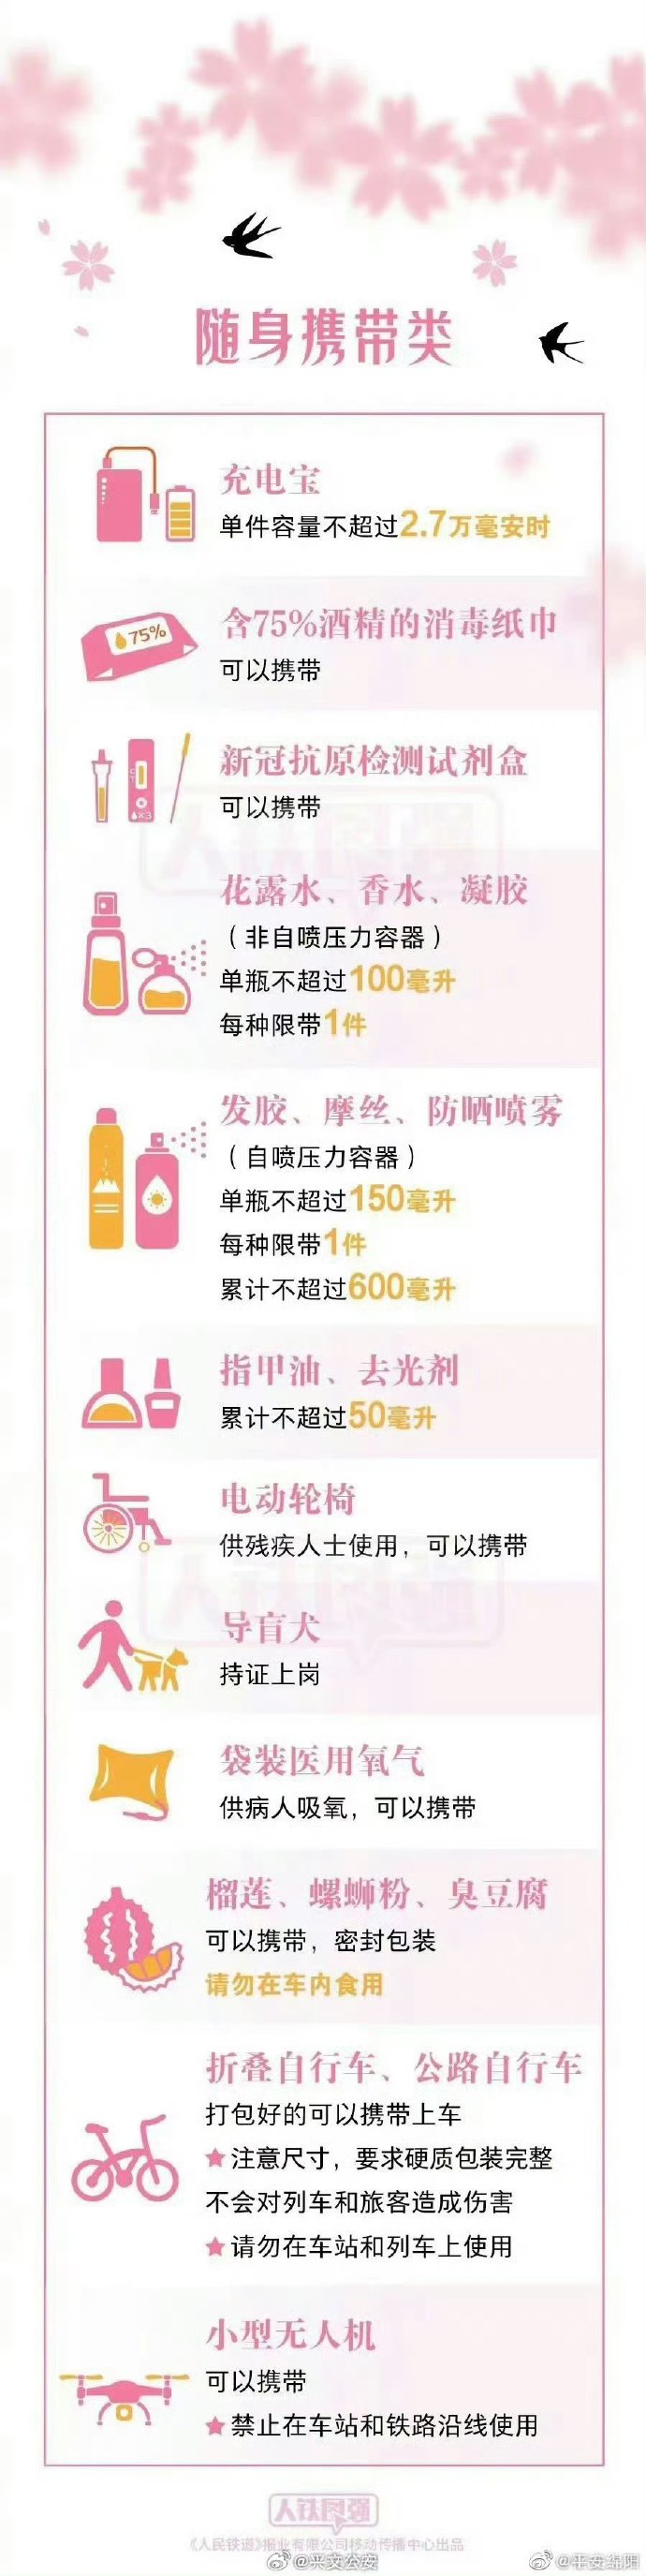 随身携带类
充电宝
单件容量不超过2.7万毫安时
75%
含75%酒精的消毒纸巾
可以携带
C
T
x3
新冠抗原检测试剂盒
可以携带
花露水、香水、凝胶
（非自喷压力容器）
单瓶不超过100毫升
每种限带1件
发胶、摩丝、防晒喷雾
（自喷压力容器）
单瓶不超过150毫升
每种限带1件
累计不超过600毫升
指甲油、去光剂
累计不超过50毫升
电动轮椅
供残疾人士使用，可以携带
人铁图强
导盲犬
持证上岗
袋装医用氧气
供病人吸氧，可以携带
榴莲、螺蛳粉、臭豆腐
可以携带，密封包装
请勿在车内食用
折叠自行车、公路自行车
打包好的可以携带上车
★注意尺寸，要求硬质包装完整
不会对列车和旅客造成伤害
★请勿在车站和列车上使用
小型无人机
可以携带
★禁止在车站和铁路沿线使用
人铁图强
《人民铁道》报业有限公司移动传播中心出品
@兴文公安
@平安绵阳